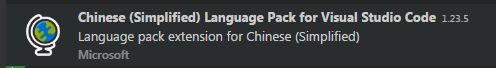 Chinese (Simplified) Language Pack for Visual Studio Code 1.23.5
Language pack extension for Chinese (Simplified)
Microsoft